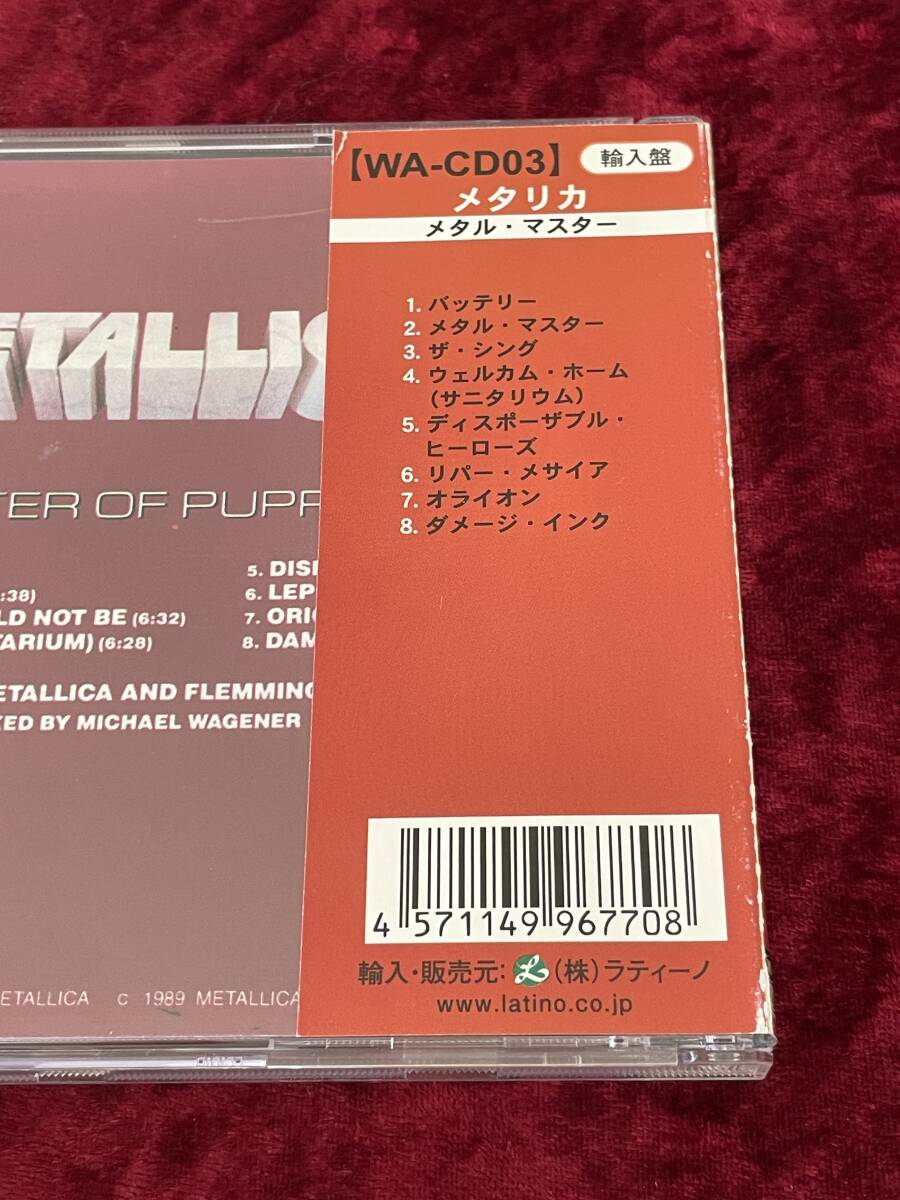 【WA-CD03】 輸入盤
メタリカ
メタル・マスター
1. バッテリー
2. メタル・マスター
3. ザ・シング
4. ウェルカム・ホーム
（サニタリウム）
5. ディスポーザブル・
ヒーローズ
6. リパー・メサイア
7. オライオン
8. ダメージ・インク
4 571149 967708
輸入・販売元: (株)ラティーノ
www.latino.co.jp
ETALLIC
TER OF PUPP
5. DIS
:38) 6. LEP
LD NOT BE (6:32) 7. ORI
TARIUM) (6:28) 8. DAM
ETALLICA AND FLEMMING
ED BY MICHAEL WAGENER
ETALLICA c 1989 METALLICA